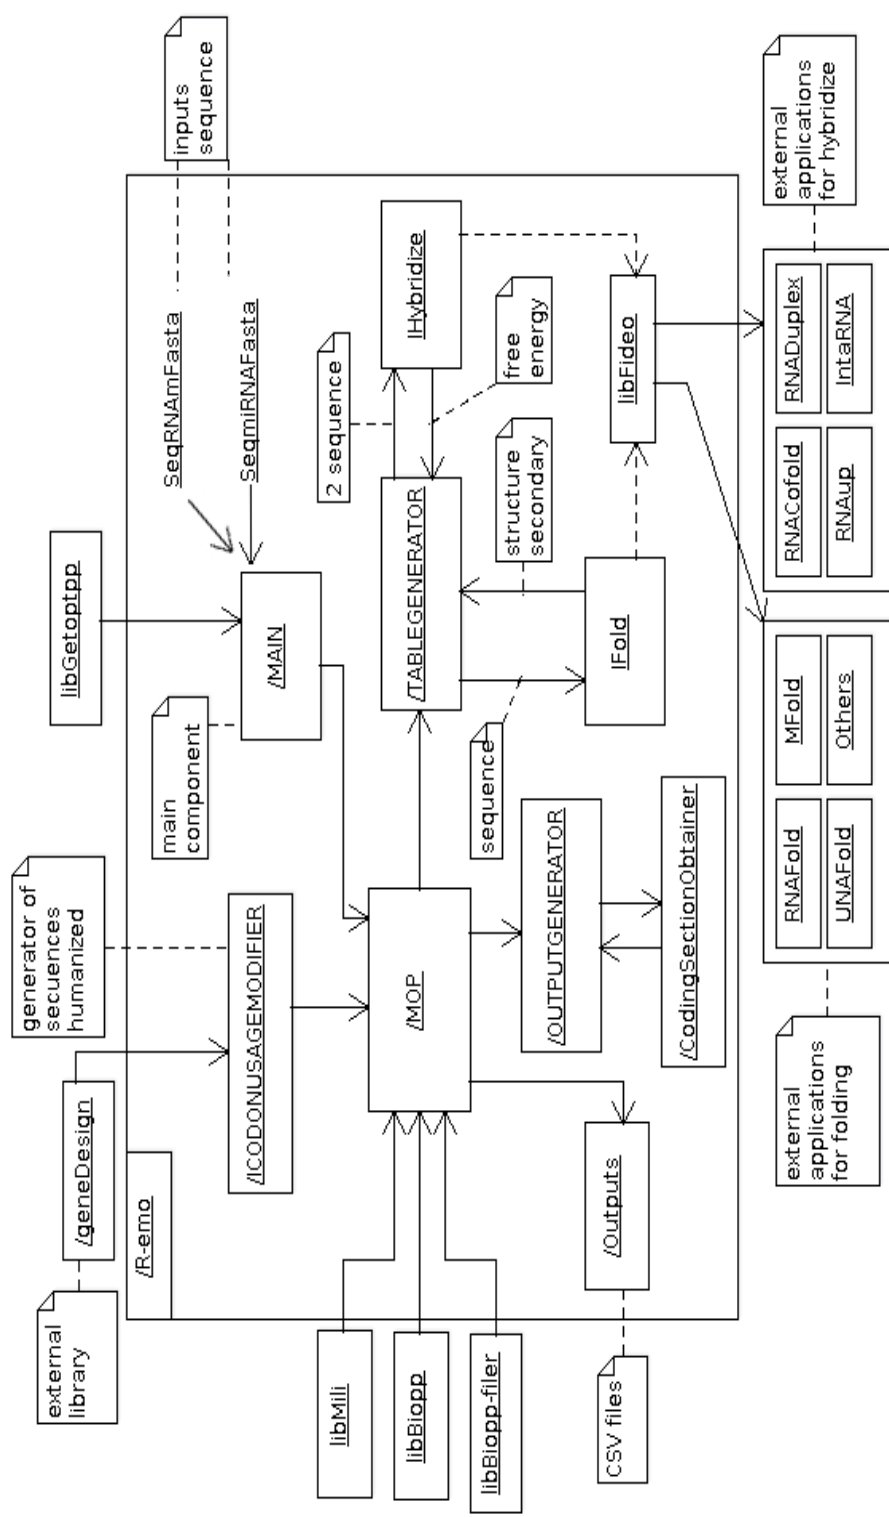 external
library
/geneDesign
generator of
secuences
humanized
libGetoptpp
inputs
sequence
/R-emo
/ICODONUSAGEMODIFIER
main
component
/MAIN
SeqRNAmFasta
SeqmiRNAFasta
libMili
libBiopp
libBiopp-filer
/MOP
/TABLEGENERATOR
2 sequence
IHybridize
sequence
structure
secondary
free
energy
/OUTPUTGENERATOR
/Outputs
IFold
libFideo
/CodingSectionObtainer
CSV files
RNAFold
MFold
UNAFold
Others
RNACofold
RNADuplex
RNAup
IntaRNA
external
applications
for folding
external
applications
for hybridize